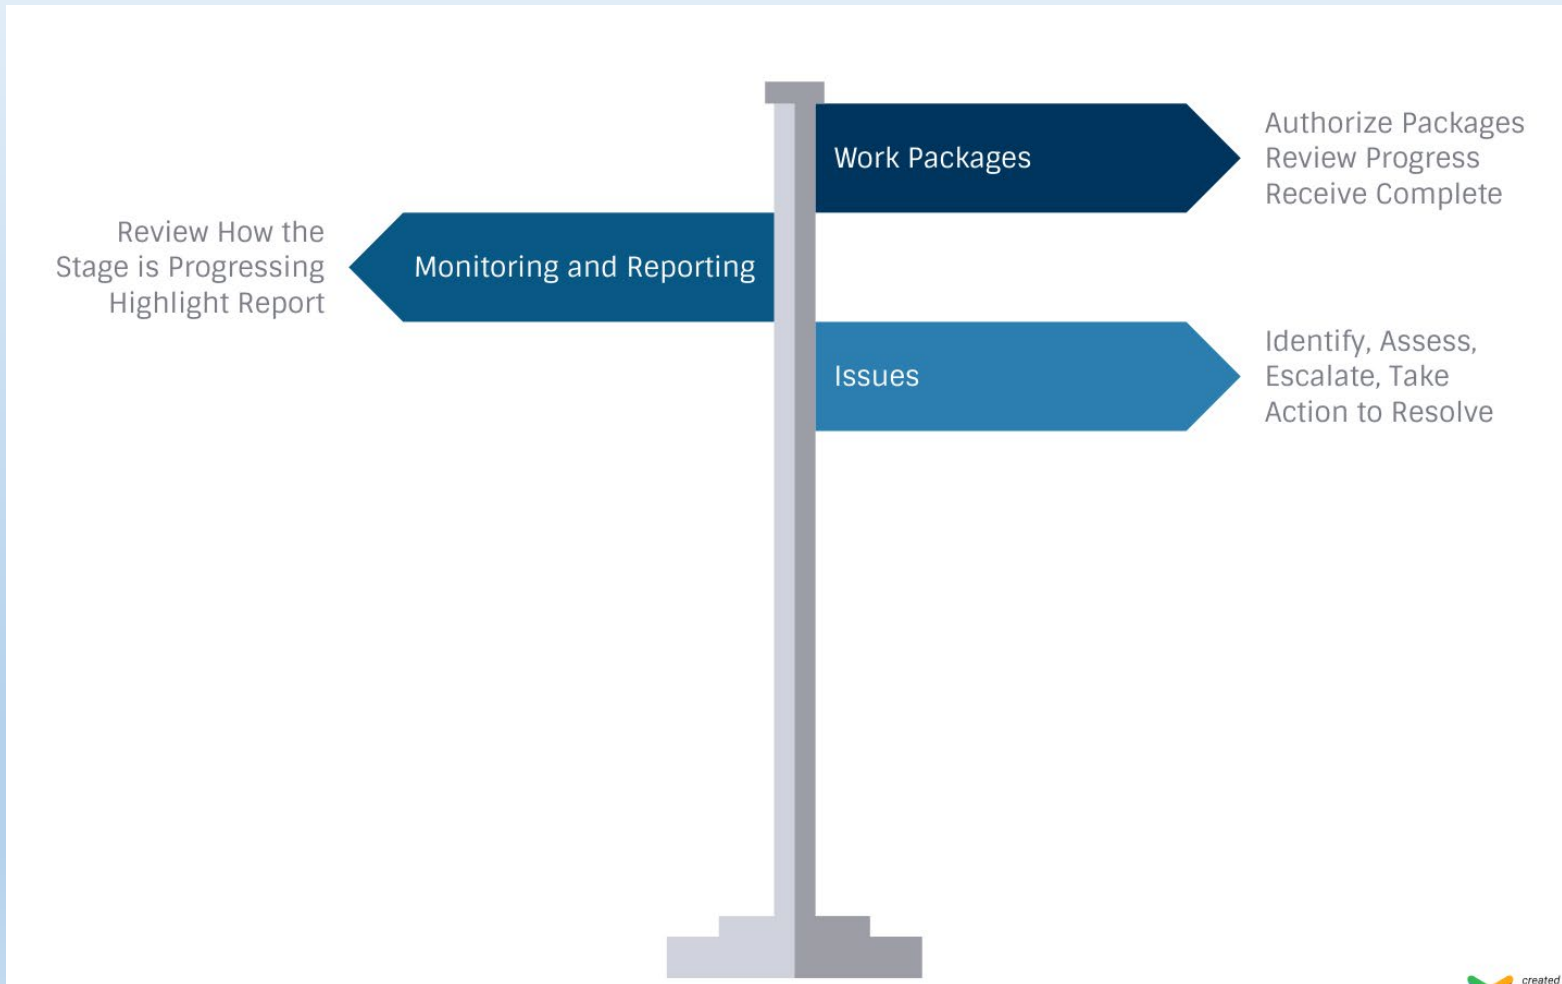 Work Packages
Authorize Packages
Review Progress
Receive Complete
Review How the
Stage is Progressing
Highlight Report
Monitoring and Reporting
Issues
Identify, Assess,
Escalate, Take
Action to Resolve
created